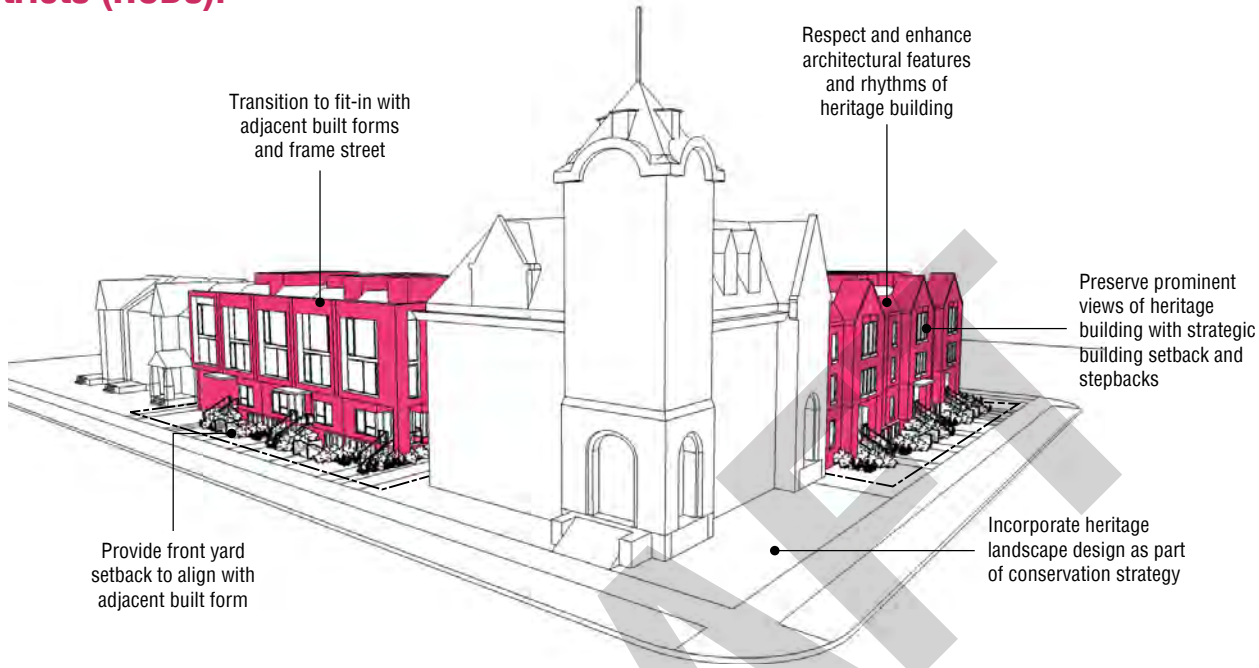 (HCDs).
Transition to fit-in with
adjacent built forms
and frame street
Respect and enhance
architectural features
and rhythms of
heritage building
Preserve prominent
views of heritage
building with strategic
building setback and
stepbacks
Provide front yard
setback to align with
adjacent built form
Incorporate heritage
landscape design as part
of conservation strategy